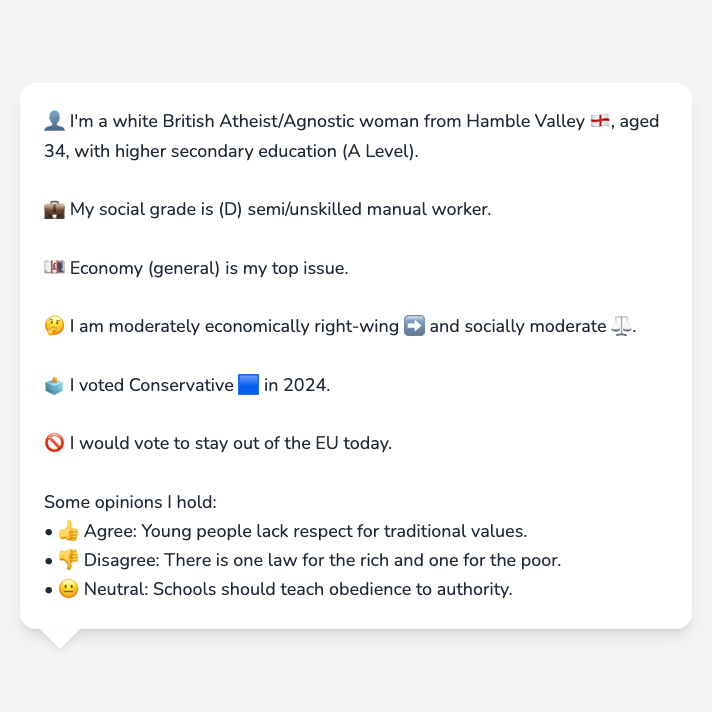 👤 I'm a white British Atheist/Agnostic woman from Hamble Valley 🏴󠁧󠁢󠁥󠁮󠁧󠁿, aged
34, with higher secondary education (A Level).
💼 My social grade is (D) semi/unskilled manual worker.
💷 Economy (general) is my top issue.
🤔 I am moderately economically right-wing ➡️ and socially moderate ⚖️.
🗳️ I voted Conservative 🟦 in 2024.
🚫 I would vote to stay out of the EU today.
Some opinions I hold:
• 👍 Agree: Young people lack respect for traditional values.
• 👎 Disagree: There is one law for the rich and one for the poor.
• 😐 Neutral: Schools should teach obedience to authority.